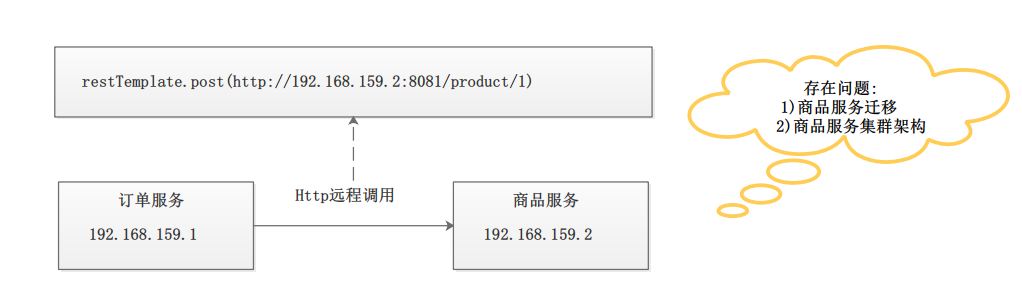 restTemplate.post(http://192.168.159.2:8081/product/1)
存在问题:
1)商品服务迁移
2)商品服务集群架构
Http远程调用
订单服务
192.168.159.1
商品服务
192.168.159.2